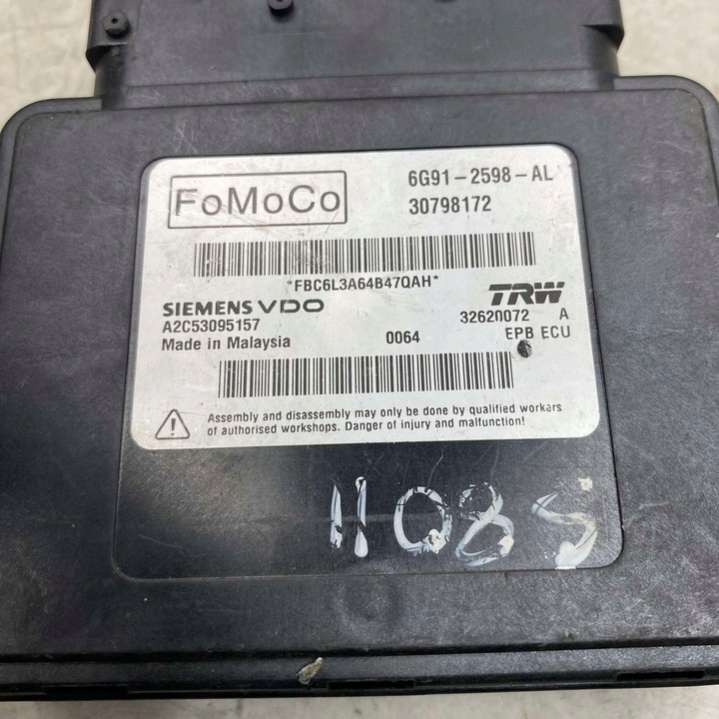 FoMoCo
6G91-2598-AL
30798172
*FBC6L3A64B47QAH*
SIEMENS VDO
TRW
A2C53095157
32620072 A
Made in Malaysia
0064
EPB ECU
Assembly and disassembly may only be done by qualified workers
of authorised workshops. Danger of injury and malfunction!
11085